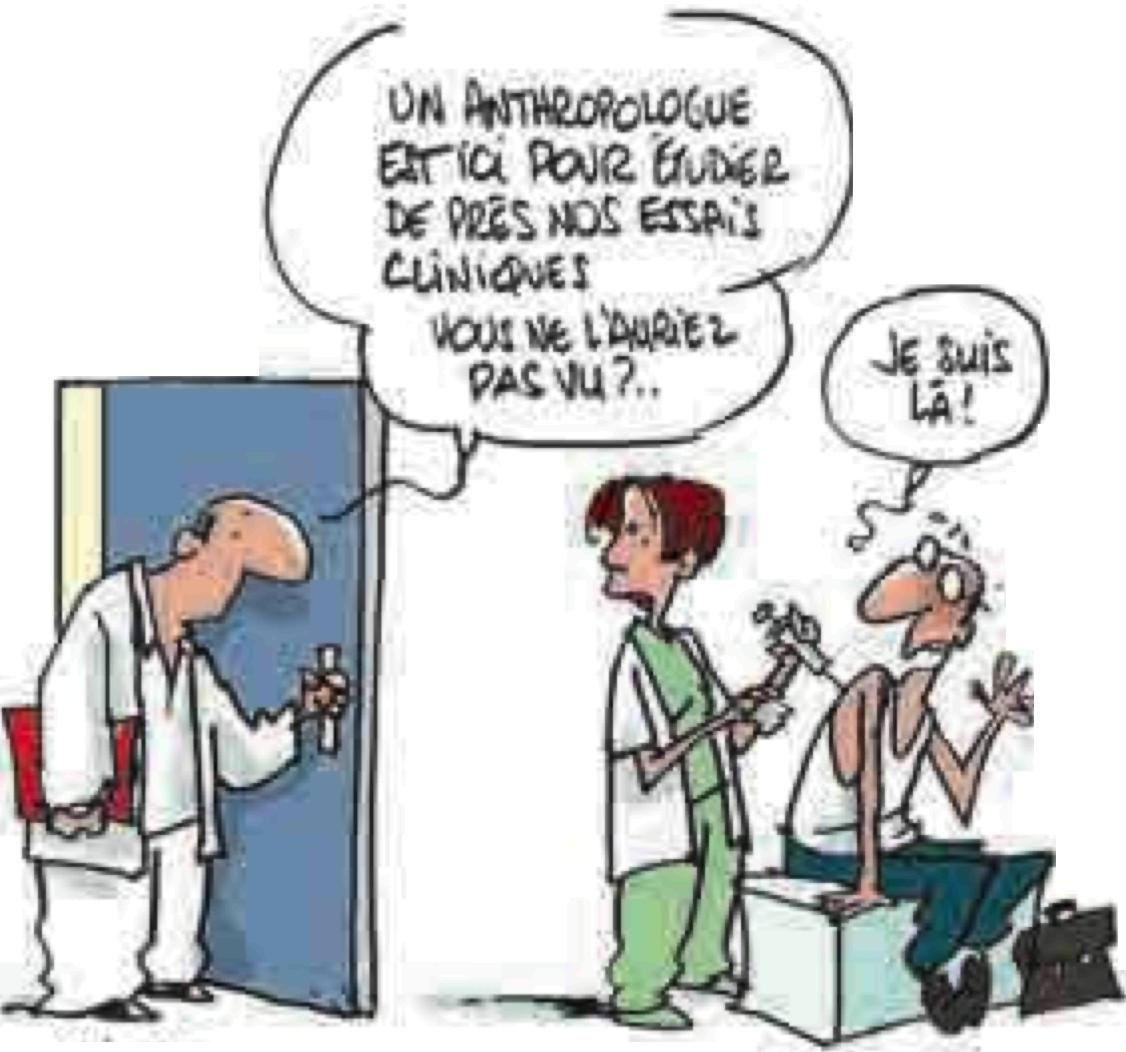 UN ANTHROPOLOGUE
EST ICI POUR ÉTUDIER
DE PRÈS NOS ESSAIS
CLINIQUES
VOUS NE L'AURIEZ
PAS VU ?..
JE SUIS
LÀ !